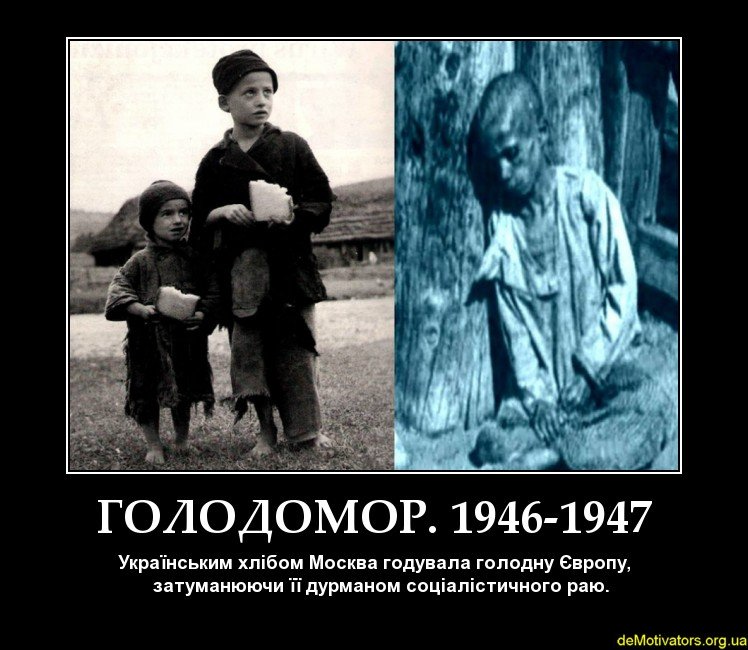 ГОЛОДОМОР. 1946-1947
Українським хлібом Москва годувала голодну Європу,
затуманюючи її дурманом соціалістичного раю.
deMotivators.org.ua